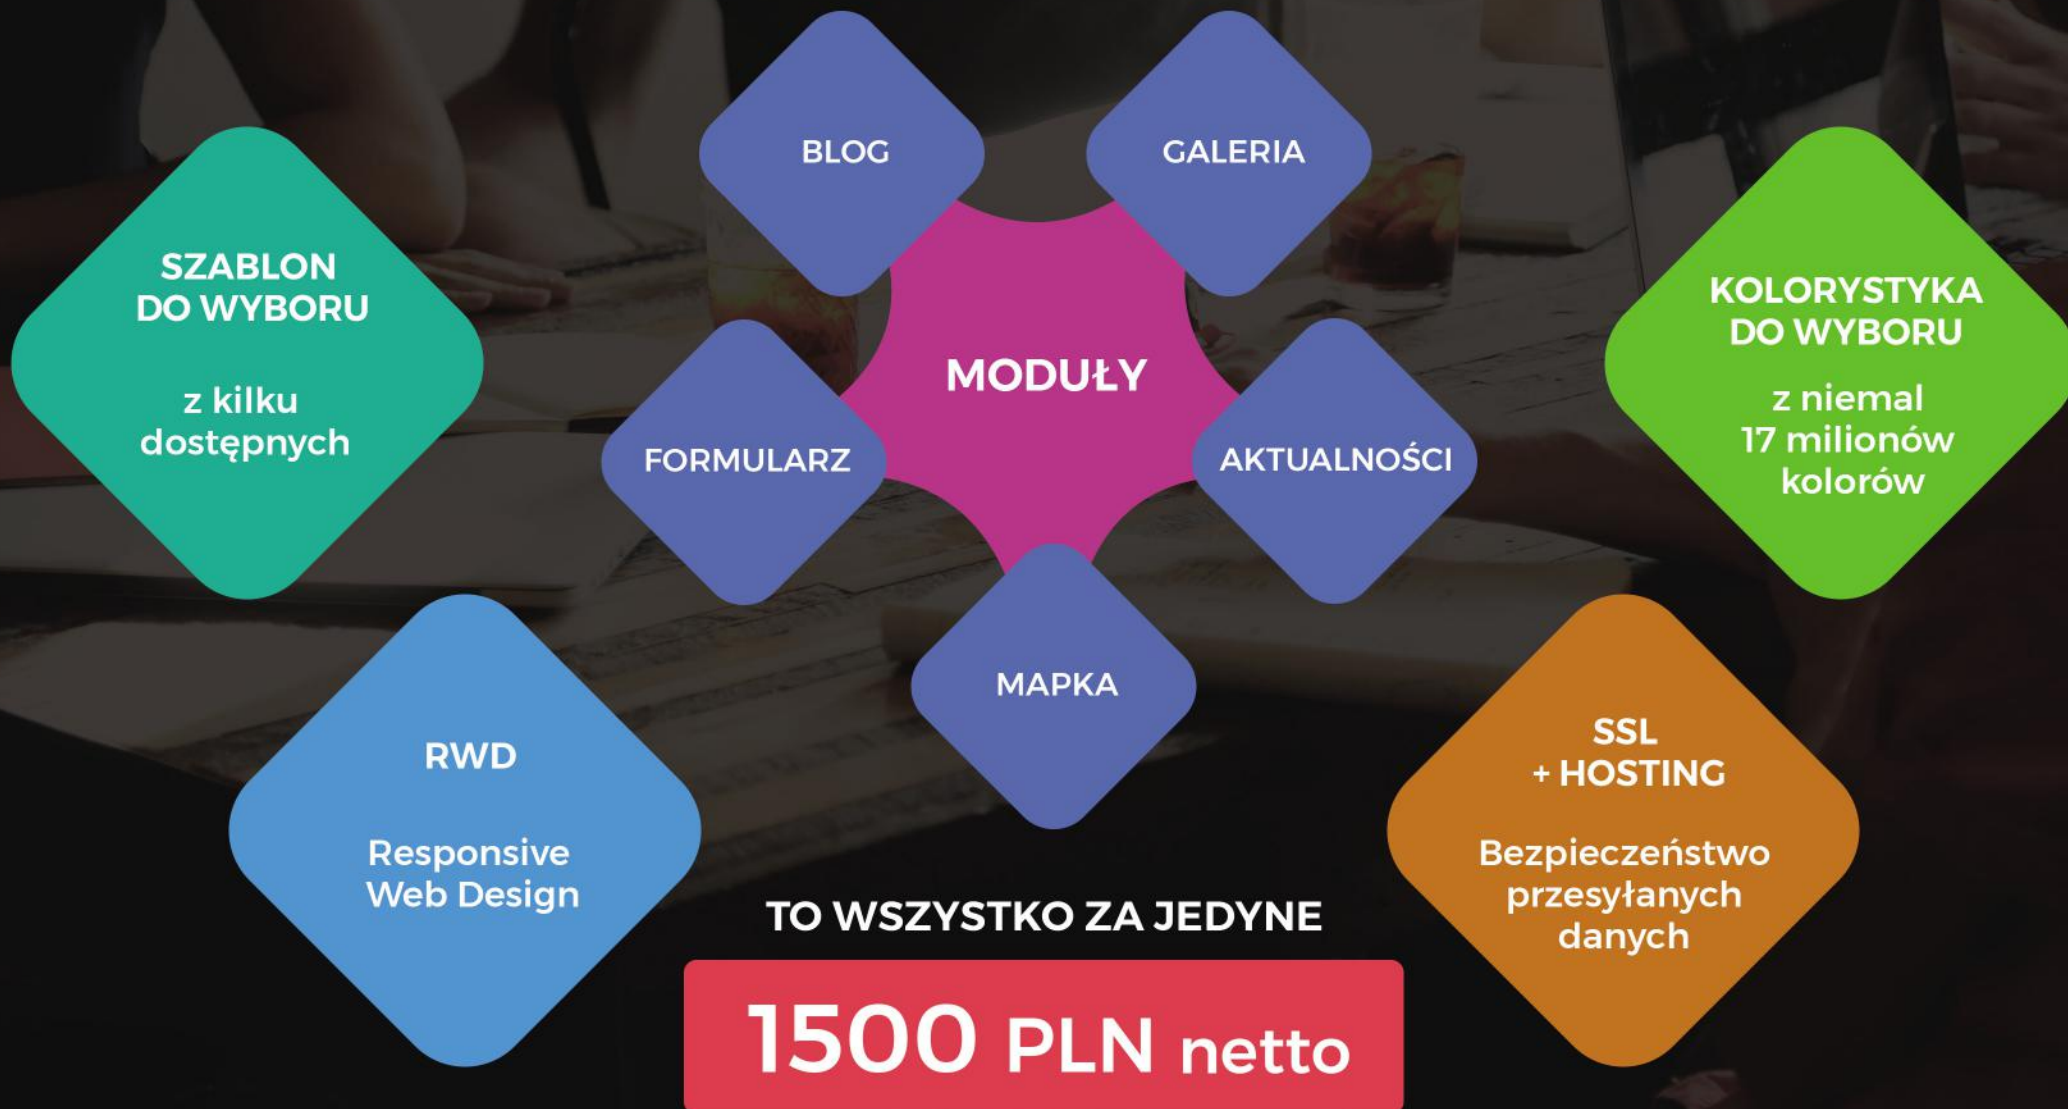 BLOG
GALERIA
SZABLON
DO WYBORU
z kilku
dostępnych
MODUŁY
KOLORYSTYKA
DO WYBORU
z niemal
17 milionów
kolorów
FORMULARZ
AKTUALNOŚCI
MAPKA
RWD
Responsive
Web Design
SSL
+ HOSTING
Bezpieczeństwo
przesyłanych
danych
TO WSZYSTKO ZA JEDYNE
1500 PLN netto